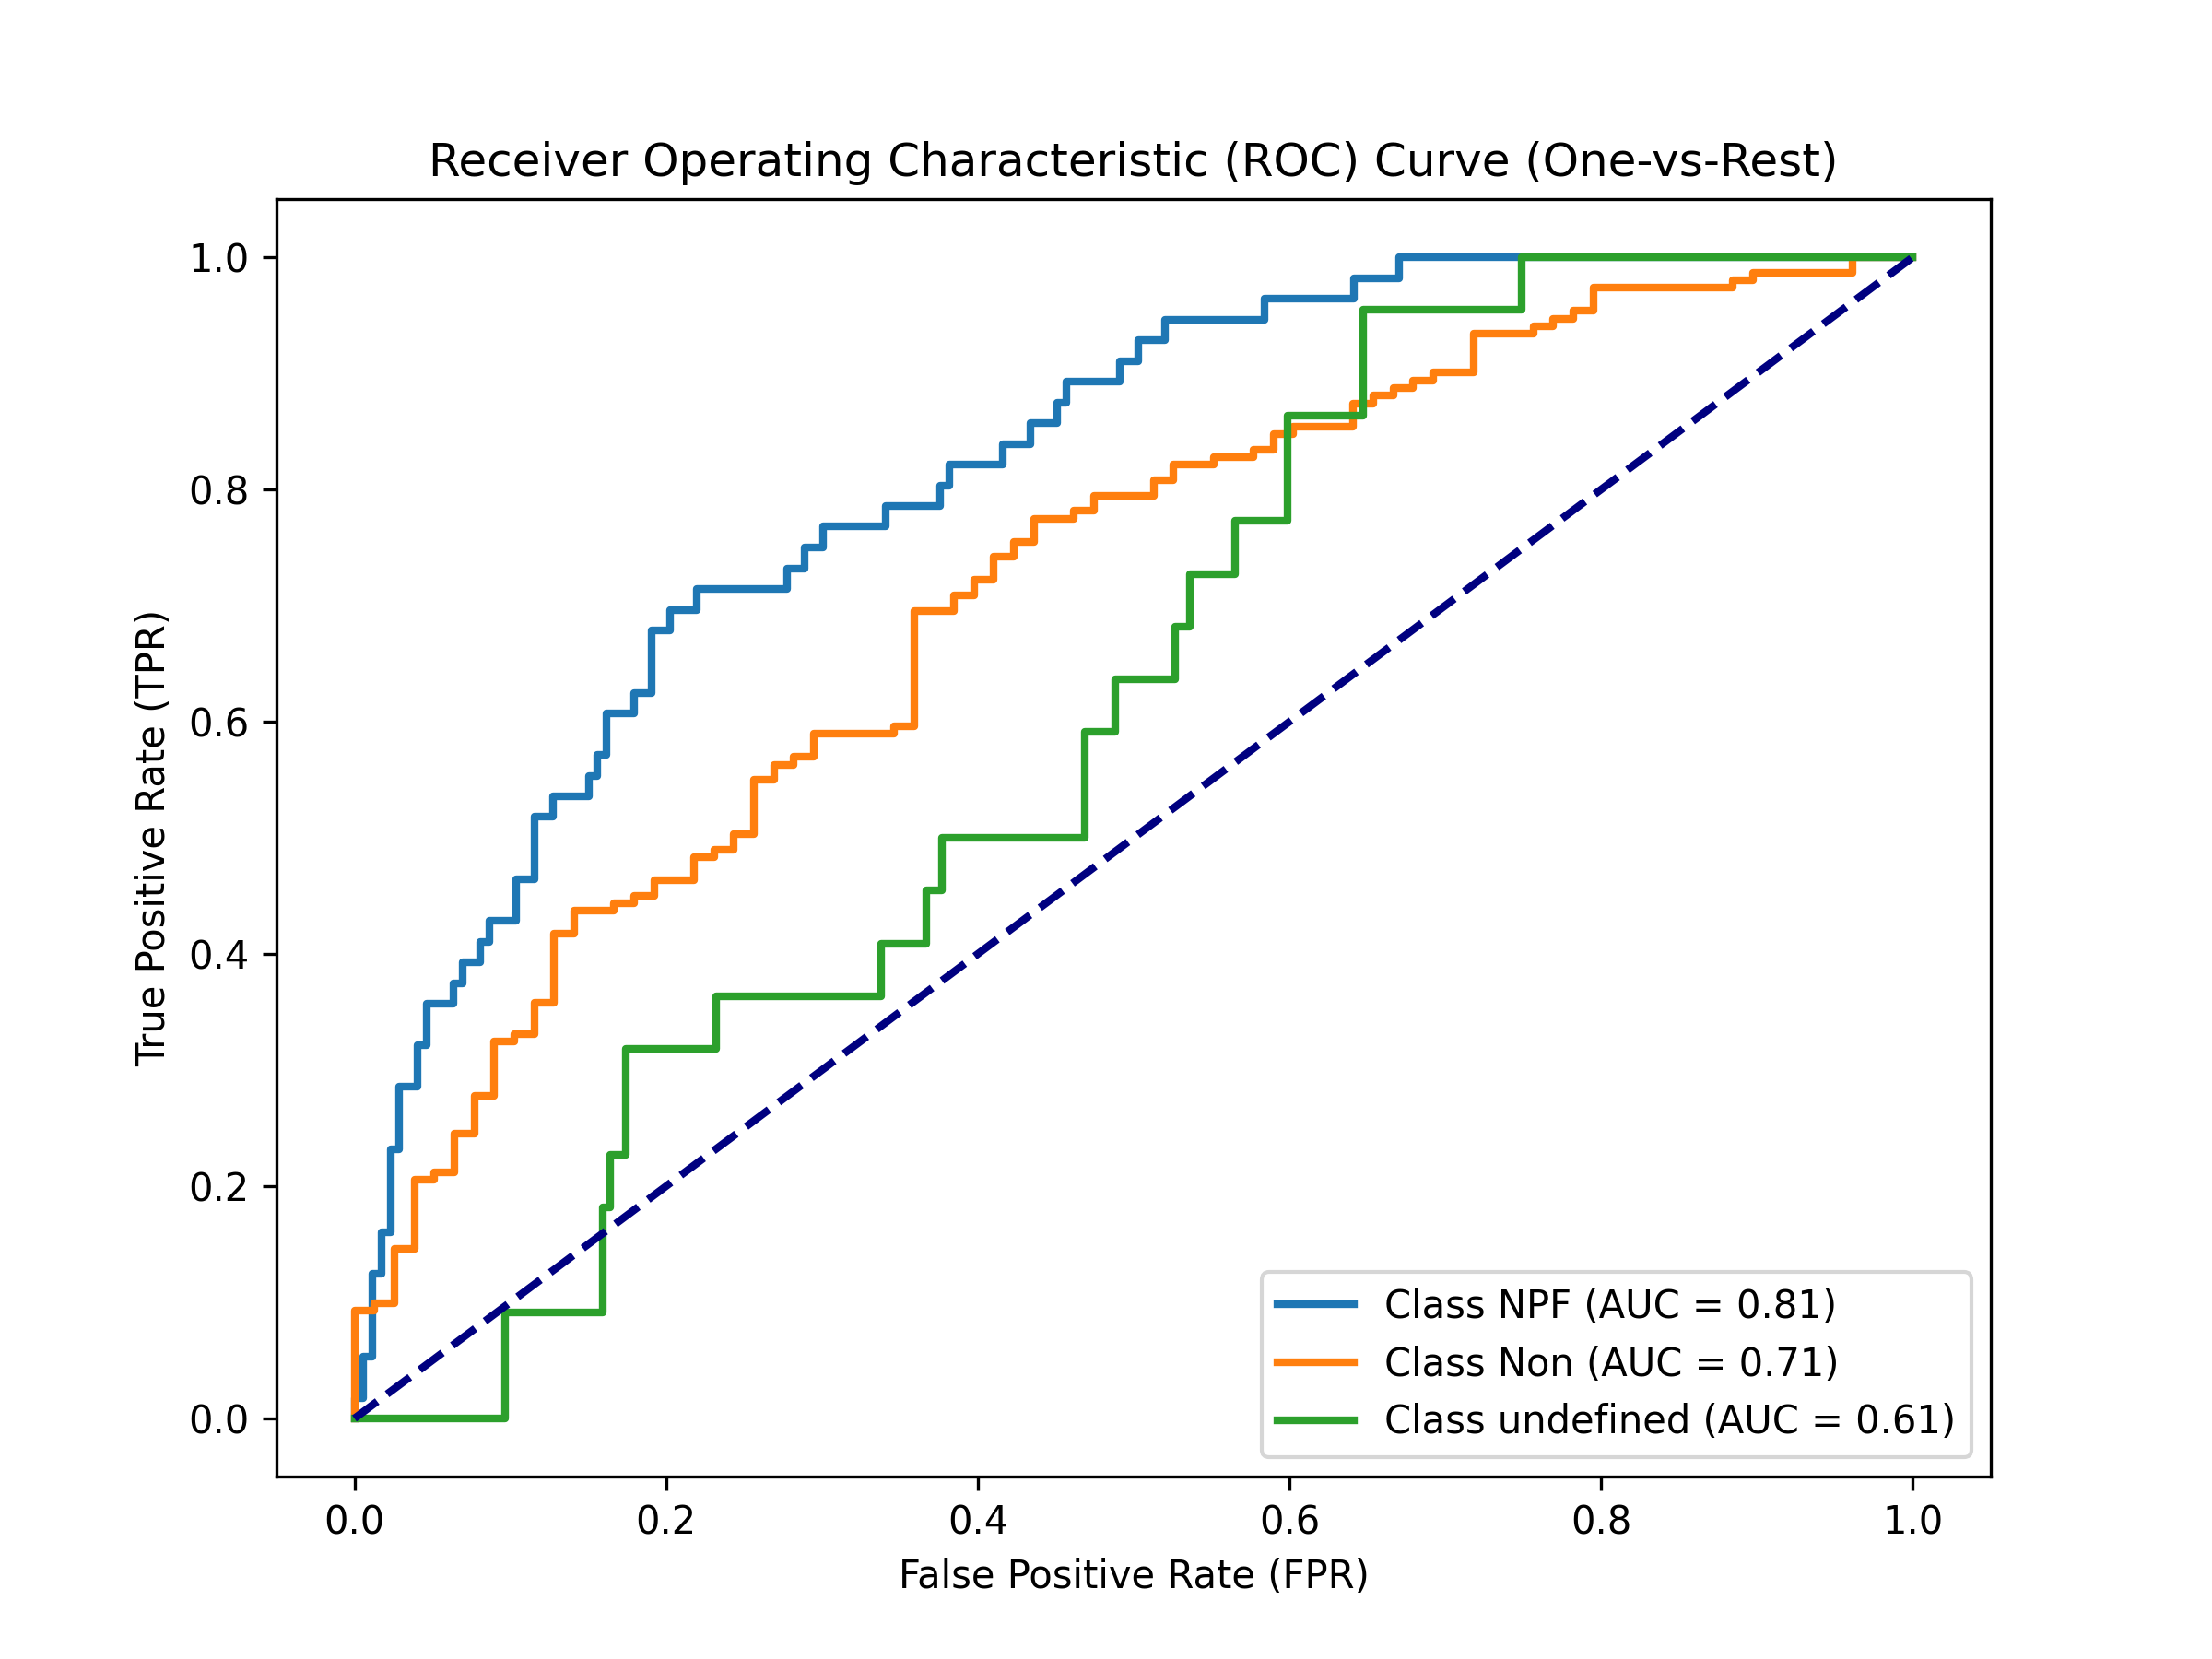 Receiver Operating Characteristic (ROC) Curve (One-vs-Rest)
True Positive Rate (TPR)
1.0
0.8
0.6
0.4
0.2
0.0
Class NPF (AUC = 0.81)
Class Non (AUC = 0.71)
Class undefined (AUC = 0.61)
0.0 0.2 0.4 0.6 0.8 1.0
False Positive Rate (FPR)